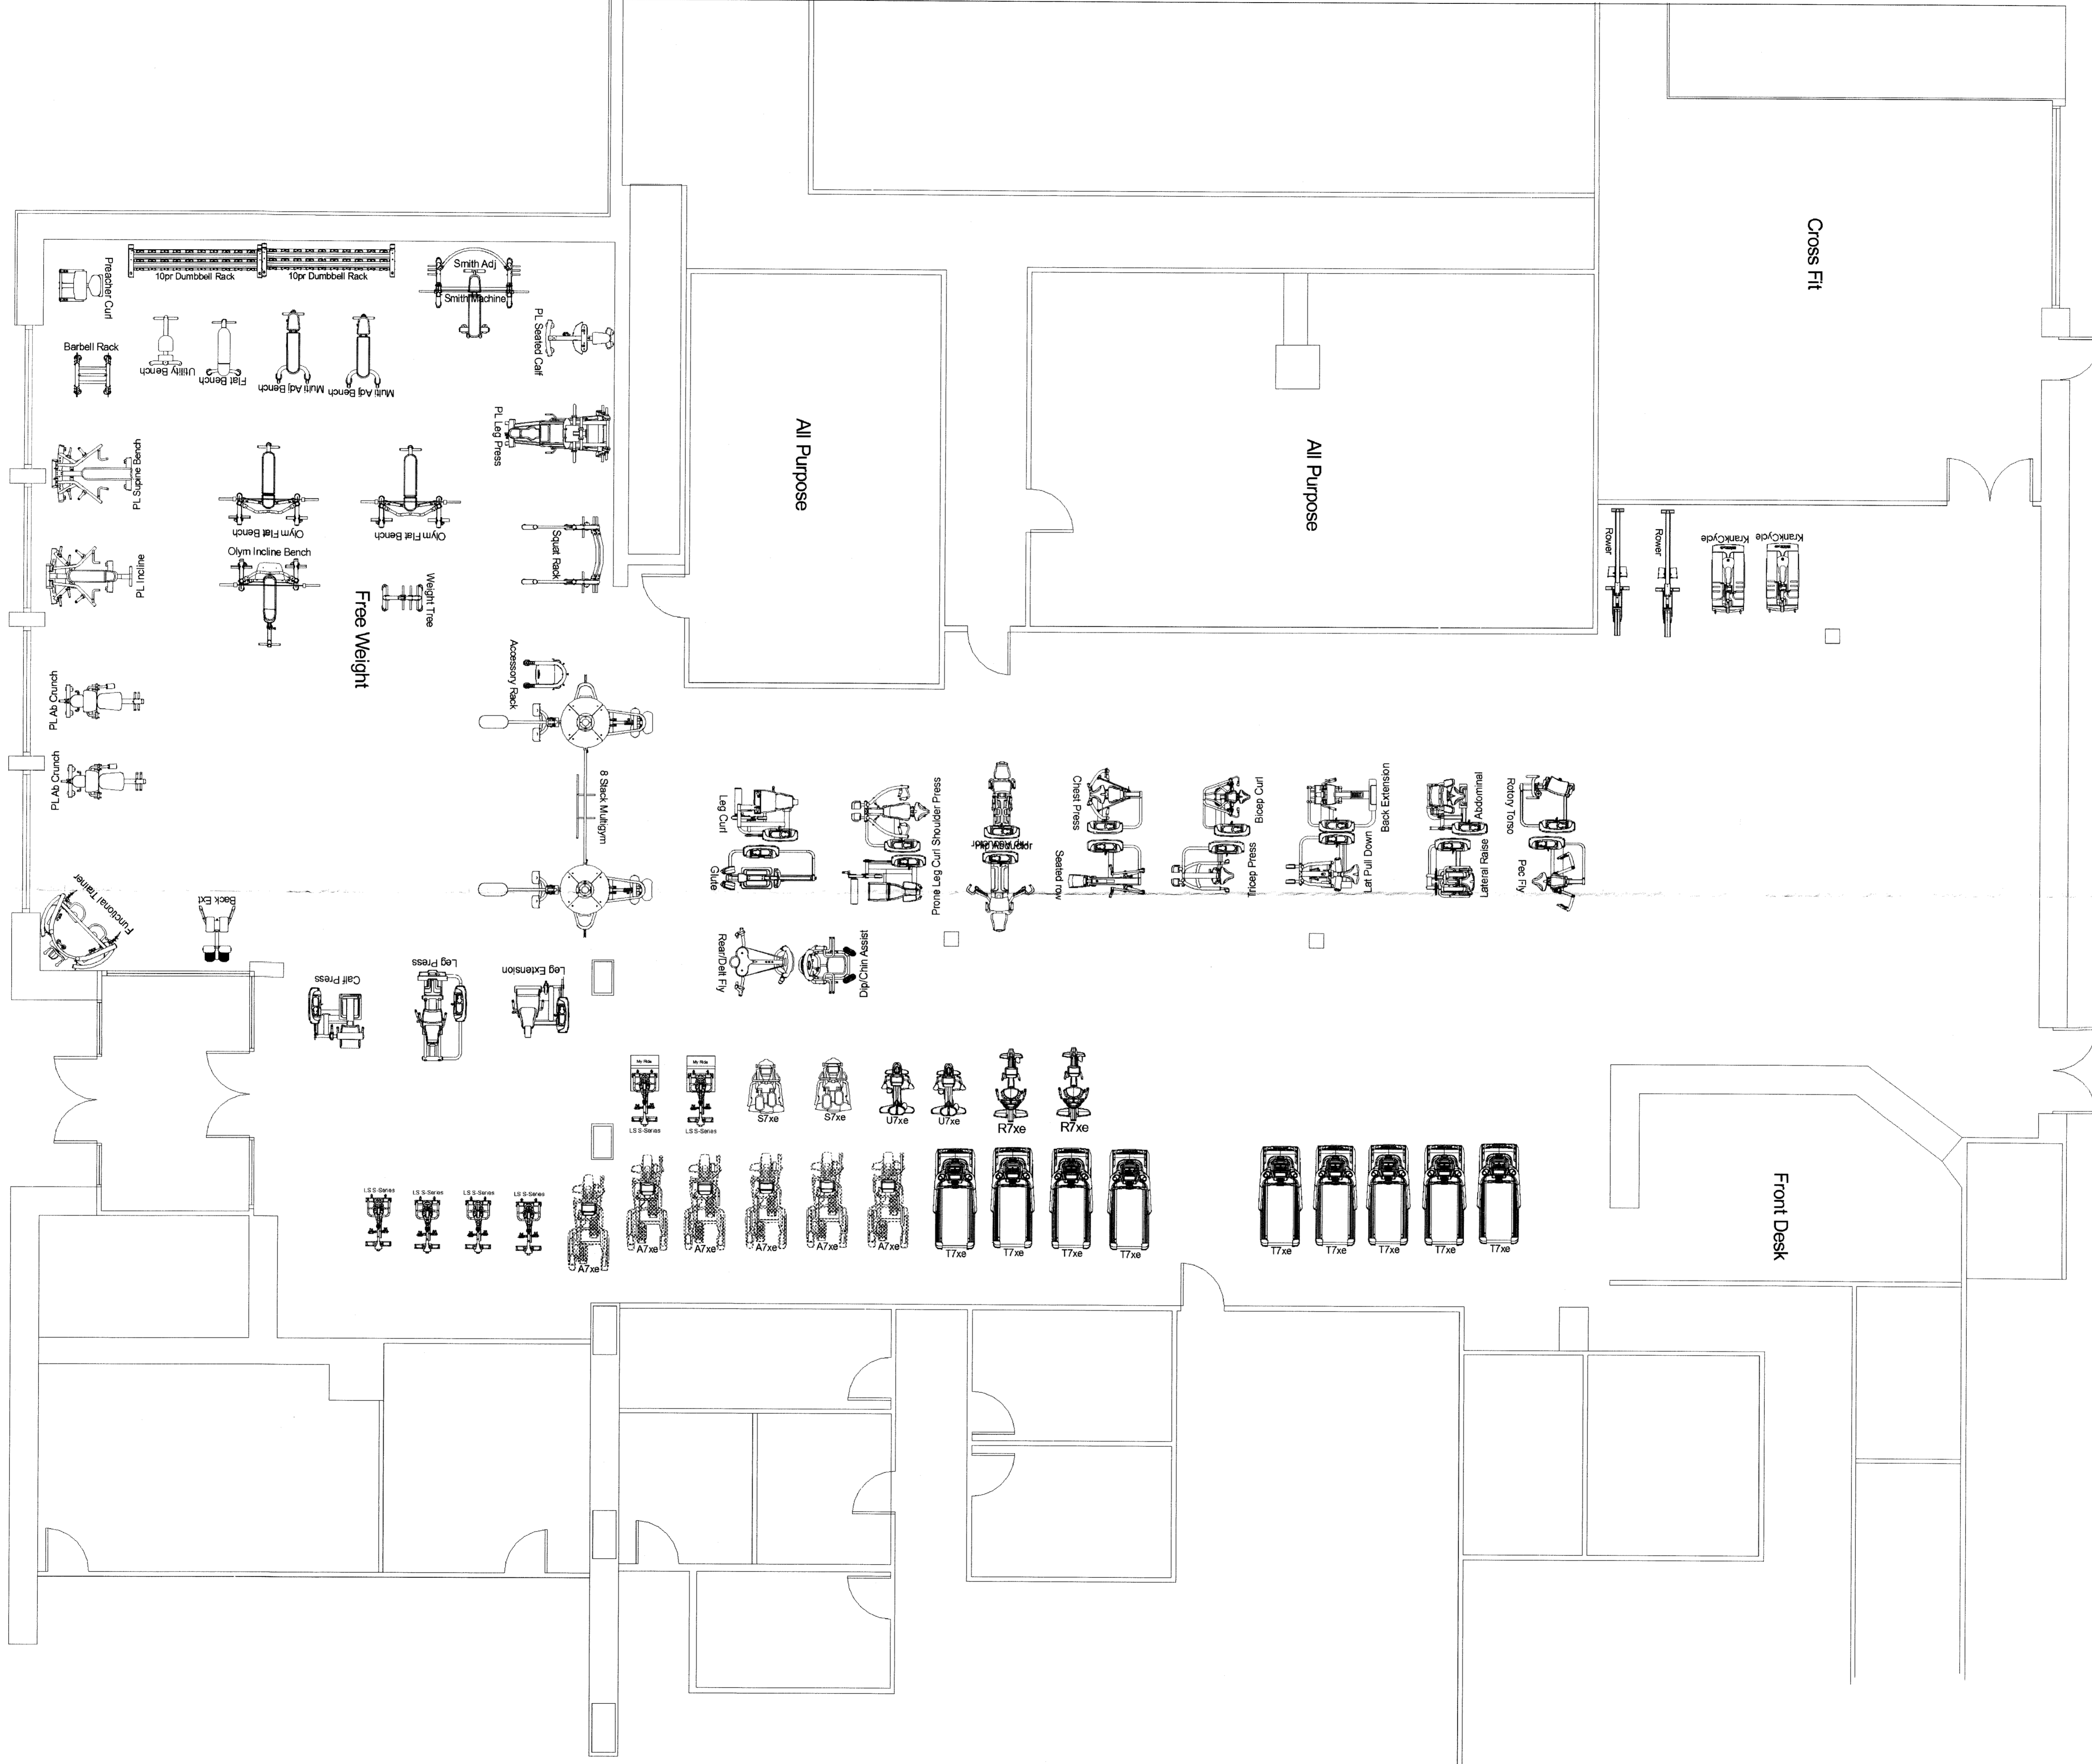 Cross Fit
Preacher Curl
10pr Dumbbell Rack
10pr Dumbbell Rack
Smith Adj
Smith Machine
PL Seated Calf
Barbell Rack
Utility Bench
Flat Bench
Multi Adj Bench
Multi Adj Bench
PL Leg Press
All Purpose
All Purpose
PL Supine Bench
Olym Flat Bench
Olym Flat Bench
Squat Rack
Rower
Rower
KrankCycle
KrankCycle
Olym Incline Bench
PL Incline
Weight Tree
Free Weight
Accessory Rack
PL Ab Crunch
PL Ab Crunch
8 Stack Multigym
Leg Curl
Shoulder Press
Chest Press
Bicep Curl
Back Extension
Abdominal
Rotory Torso
Glute
Prone Leg Curl
Seated row
Tricep Press
Lat Pull Down
Lateral Raise
Pec Fly
Functional Trainer
Back Ext
Rear/Delt Fly
Dip/Chin Assist
Calf Press
Leg Press
Leg Extension
My Ride
My Ride
LS S-Series
LS S-Series
S7xe
S7xe
U7xe
U7xe
R7xe
R7xe
LS S-Series
LS S-Series
LS S-Series
LS S-Series
A7xe
A7xe
A7xe
A7xe
A7xe
A7xe
T7xe
T7xe
T7xe
T7xe
T7xe
T7xe
T7xe
T7xe
T7xe
Front Desk